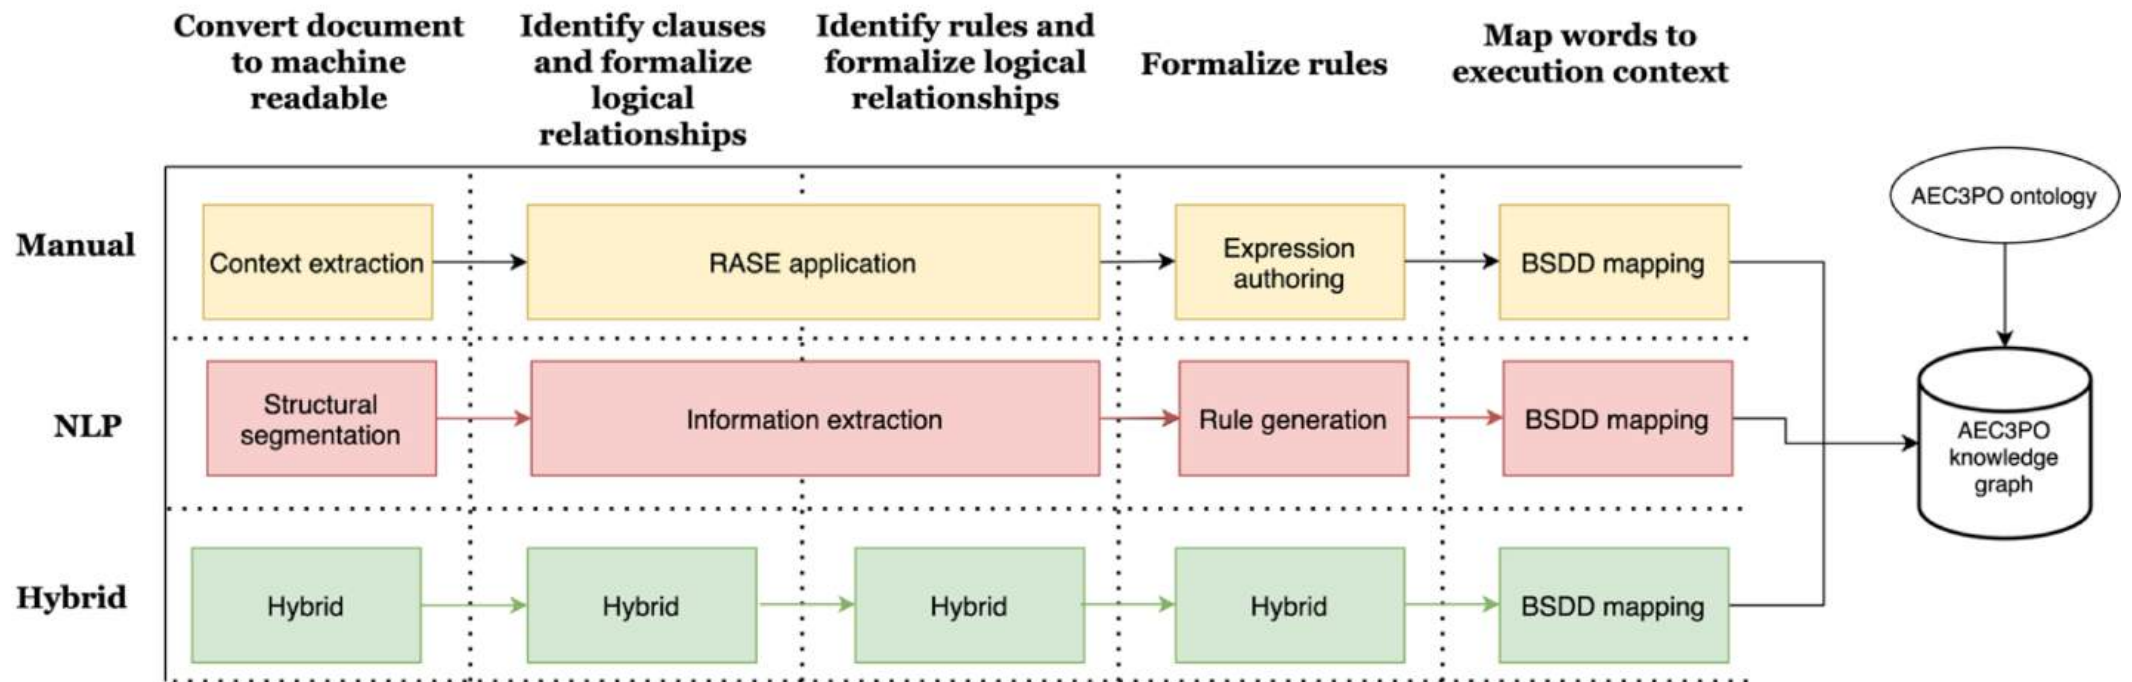 Convert document
to machine
readable
Identify clauses
and formalize
logical
relationships
Identify rules and
formalize logical
relationships
Formalize rules
Map words to
execution context
Manual
Context extraction
RASE application
Expression
authoring
BSDD mapping
AEC3PO ontology
NLP
Structural
segmentation
Information extraction
Rule generation
BSDD mapping
AEC3PO
knowledge
graph
Hybrid
Hybrid
Hybrid
Hybrid
Hybrid
BSDD mapping